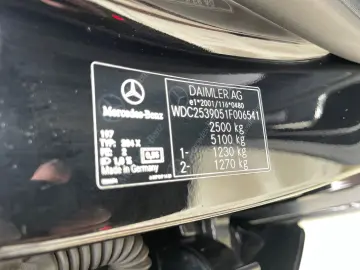 Mercedes-Benz
197
TYP: 204 X
Made in Germany
DAIMLER AG
e1*2001/116*0480
WDC2539051F006541
2500 kg
5100 kg
1- 1230 kg
2- 1270 kg